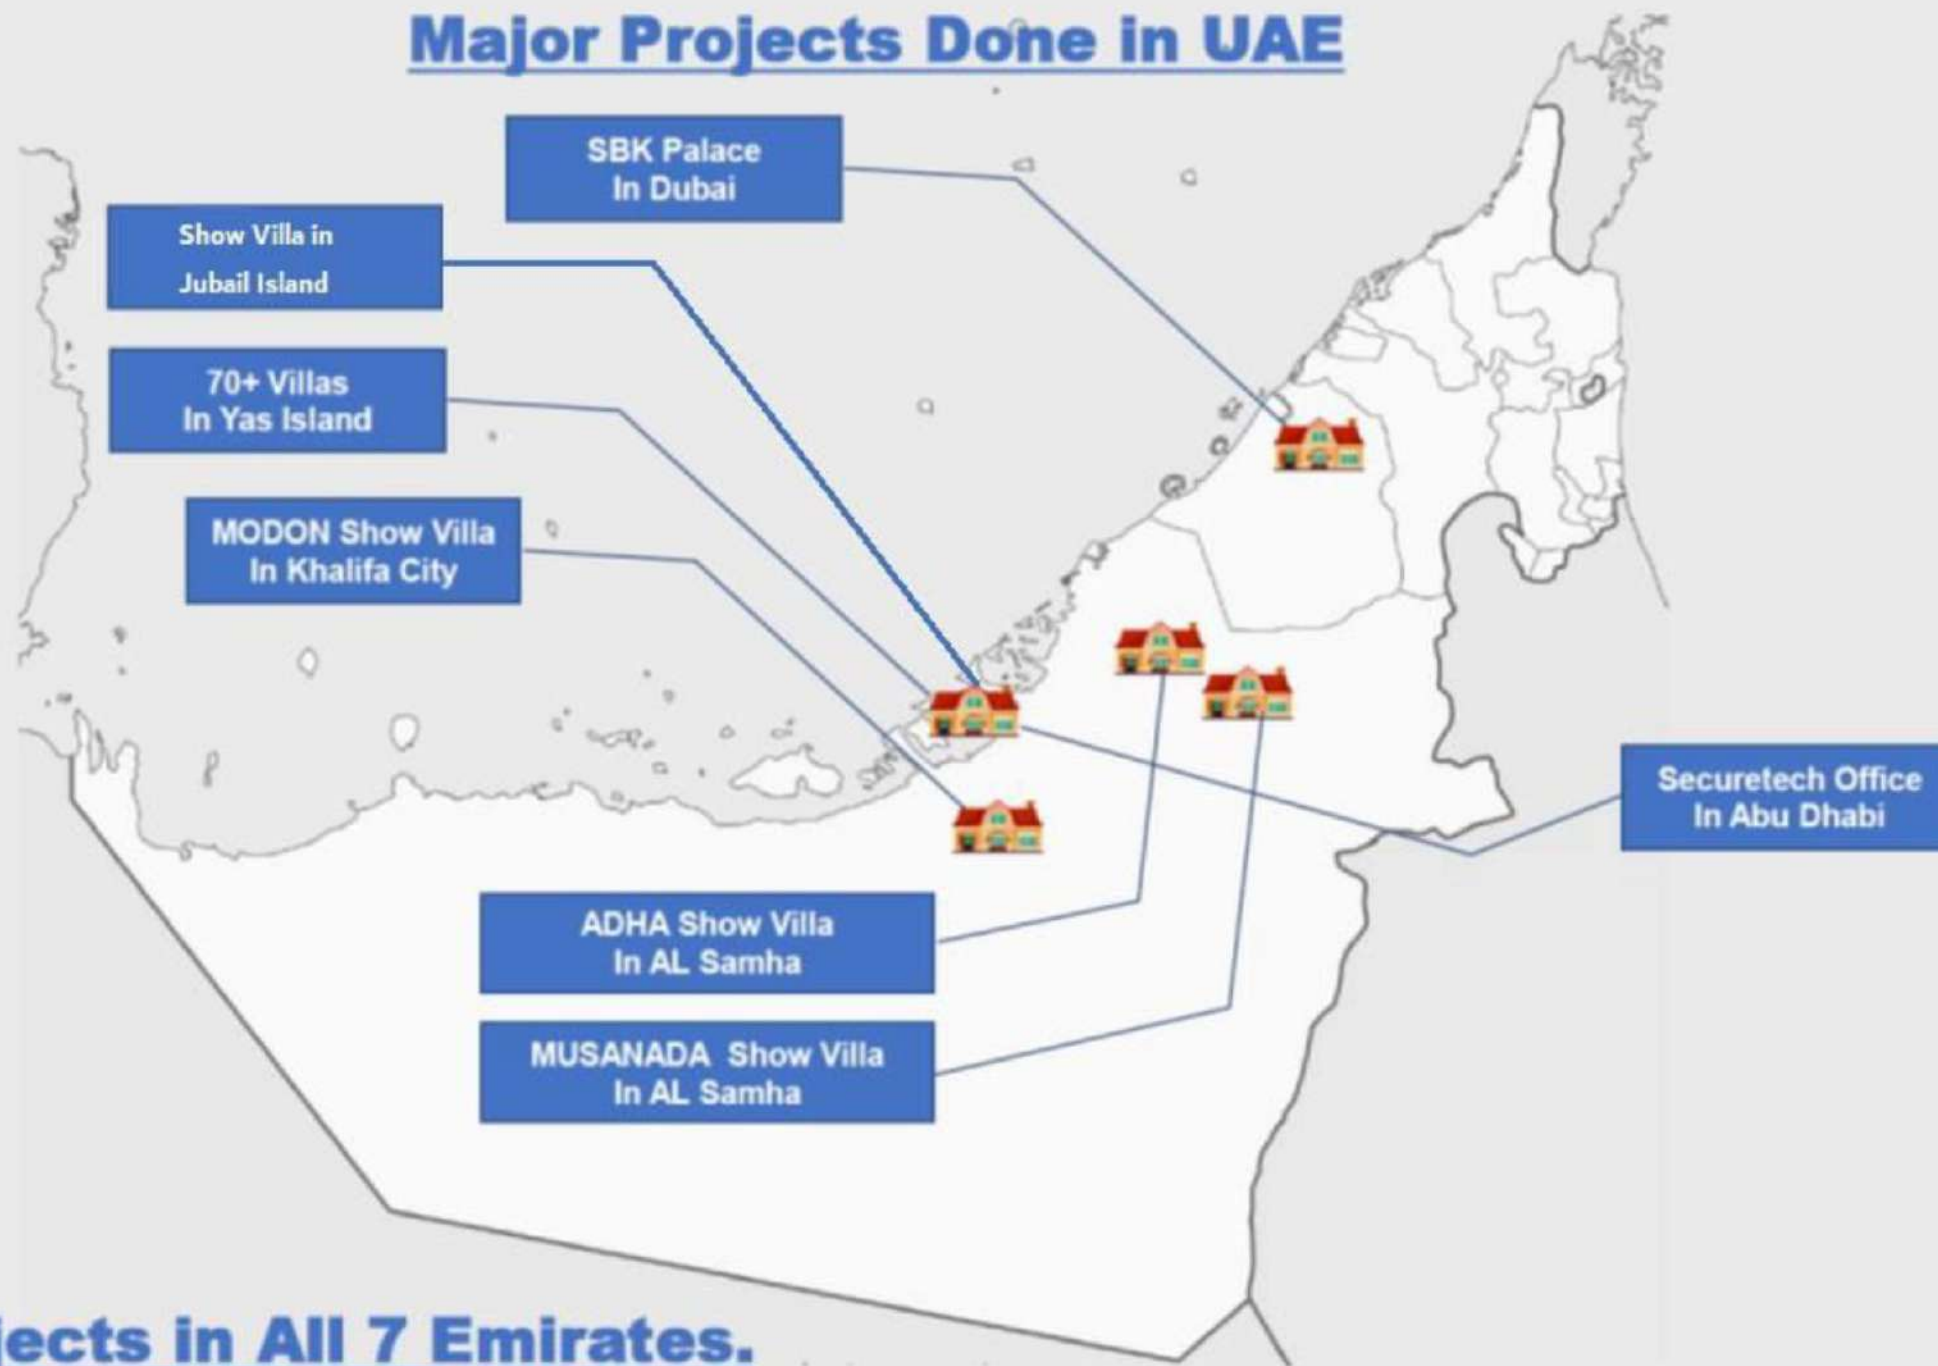 Major Projects Done in UAE
SBK Palace
In Dubai
Show Villa in
Jubail Island
70+ Villas
In Yas Island
MODON Show Villa
In Khalifa City
Securetech Office
In Abu Dhabi
ADHA Show Villa
In AL Samha
MUSANADA Show Villa
In AL Samha
jects in All 7 Emirates.